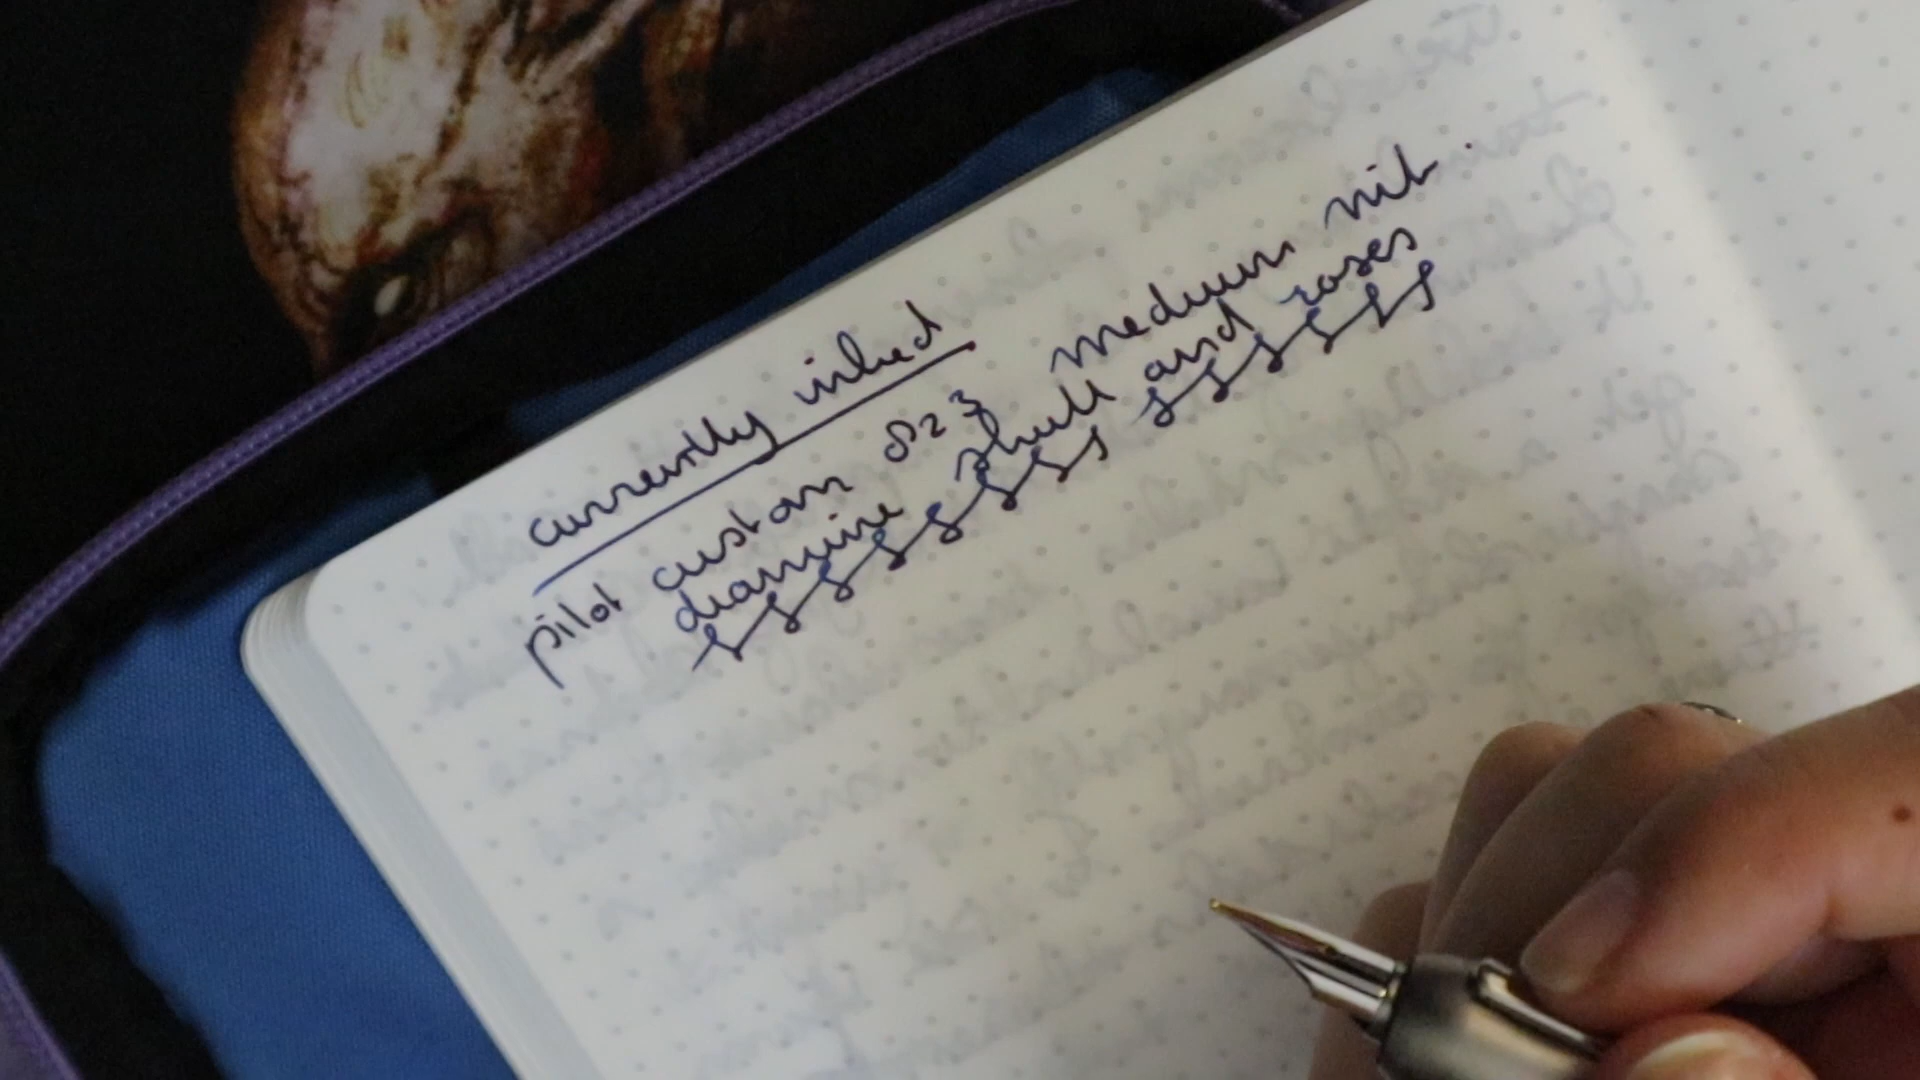 currently inked
pilot custom 823 medium nib.
diamine skull and roses